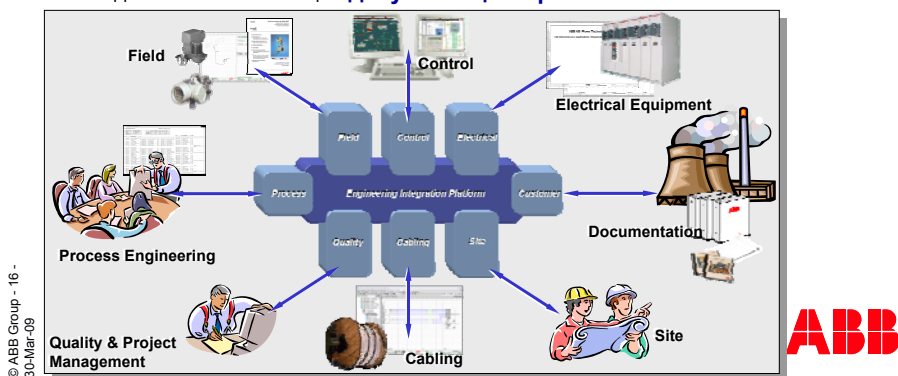 Field
Control
Electrical Equipment
Field
Control
Electrical
Process
Engineering Integration Platform
Customer
Documentation
Process Engineering
Quality
Cabling
Site
Quality & Project
Management
Cabling
Site
ABB
© ABB Group - 16 -
30-Mar-09